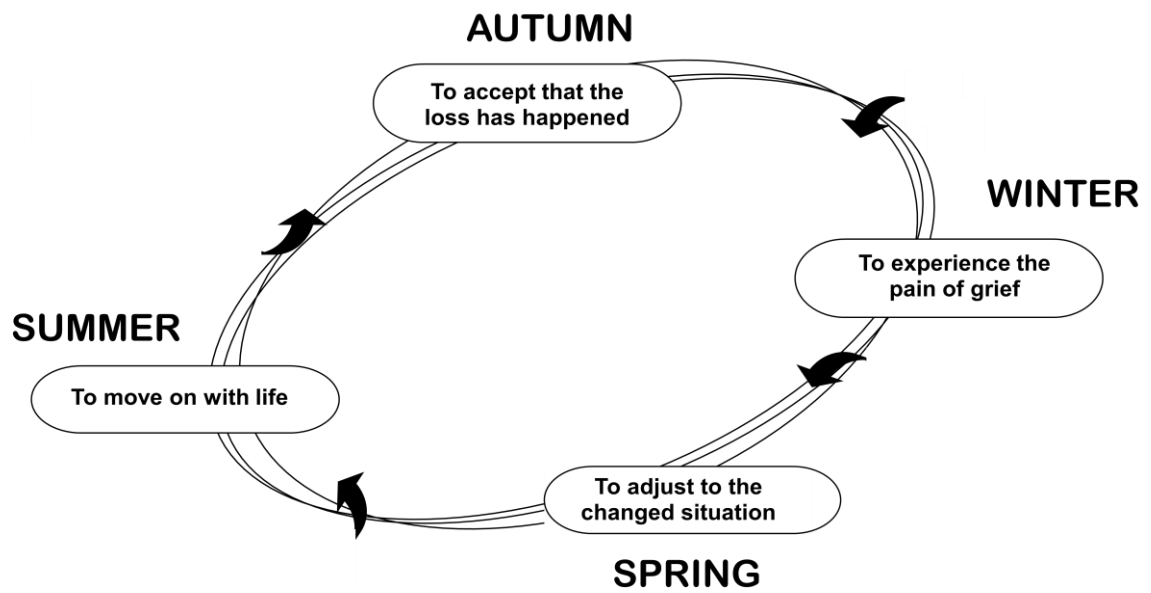 AUTUMN
To accept that the
loss has happened
WINTER
To experience the
pain of grief
SUMMER
To move on with life
To adjust to the
changed situation
SPRING